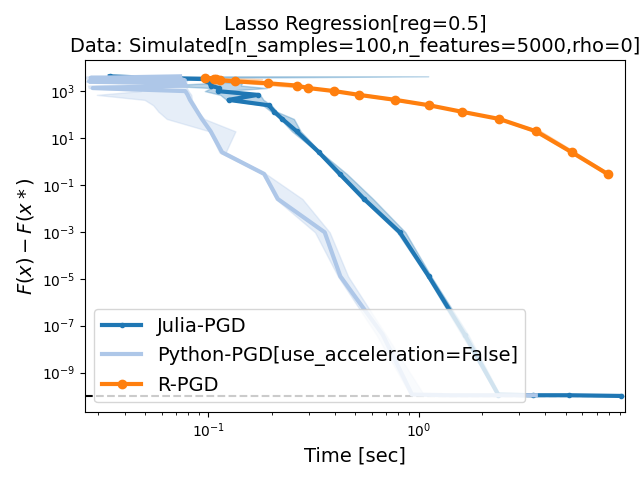 Lasso Regression[reg=0.5]
Data: Simulated[n_samples=100,n_features=5000,rho=0]
10^3
10^1
10^-1
10^-3
10^-5
10^-7
10^-9
F(x) − F(x*)
Julia-PGD
Python-PGD[use_acceleration=False]
R-PGD
10^-1
10^0
Time [sec]